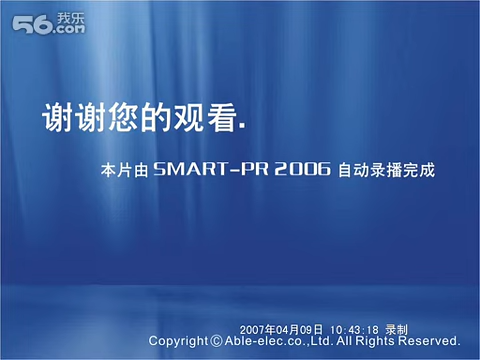 56 我乐
.com
谢谢您的观看.
本片由 SMART-PR 2006 自动录播完成
2007年04月09日 10:43:18 录制
Copyright © Able-elec.co.,Ltd. All Rights Reserved.